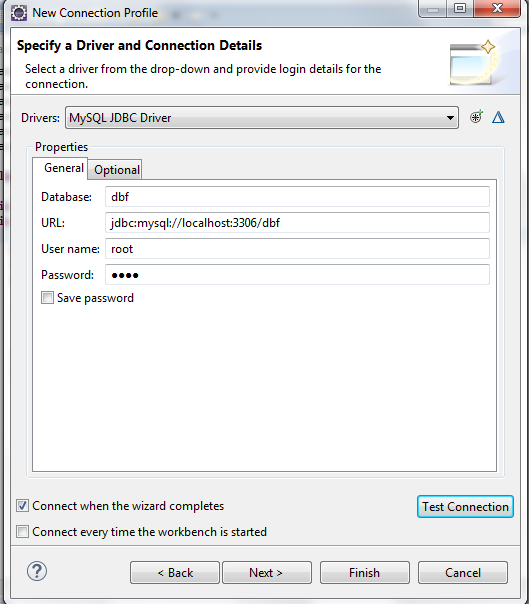 New Connection Profile
Specify a Driver and Connection Details
Select a driver from the drop-down and provide login details for the
connection.
Drivers: MySQL JDBC Driver
Properties
General Optional
Database: dbf
URL: jdbc:mysql://localhost:3306/dbf
User name: root
Password: ●●●●
Save password
Connect when the wizard completes
Test Connection
Connect every time the workbench is started
? < Back Next > Finish Cancel